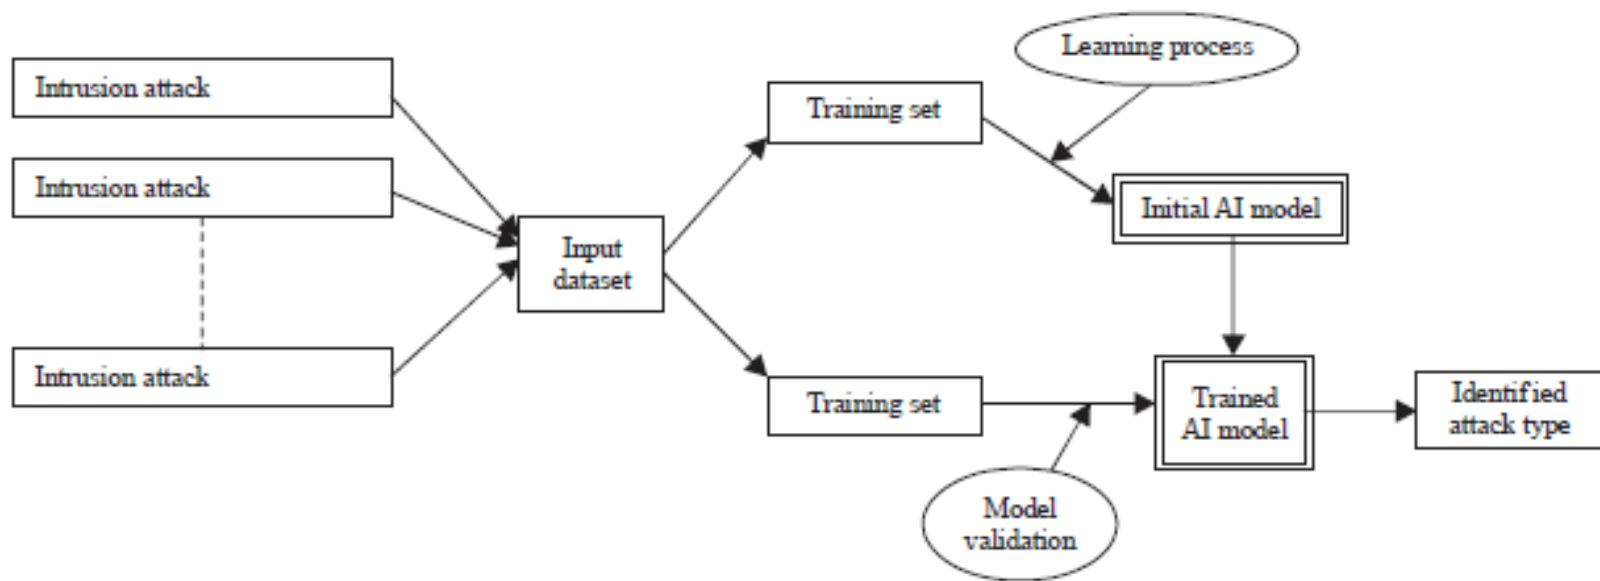 Intrusion attack
Intrusion attack
Intrusion attack
Input
dataset
Training set
Training set
Learning process
Model
validation
Initial AI model
Trained
AI model
Identified
attack type